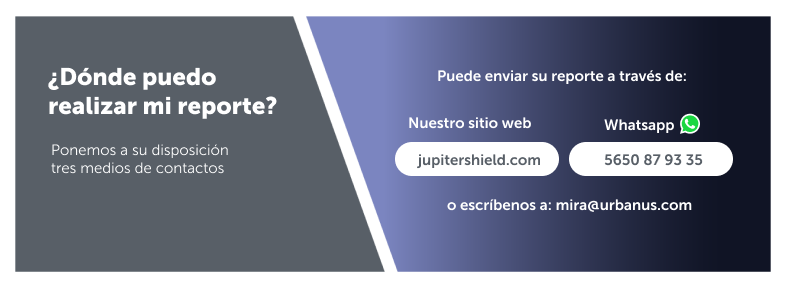 ¿Dónde puedo
realizar mi reporte?
Ponemos a su disposición
tres medios de contactos
Puede enviar su reporte a través de:
Nuestro sitio web
jupitershield.com
Whatsapp
5650 87 93 35
o escríbenos a: mira@urbanus.com